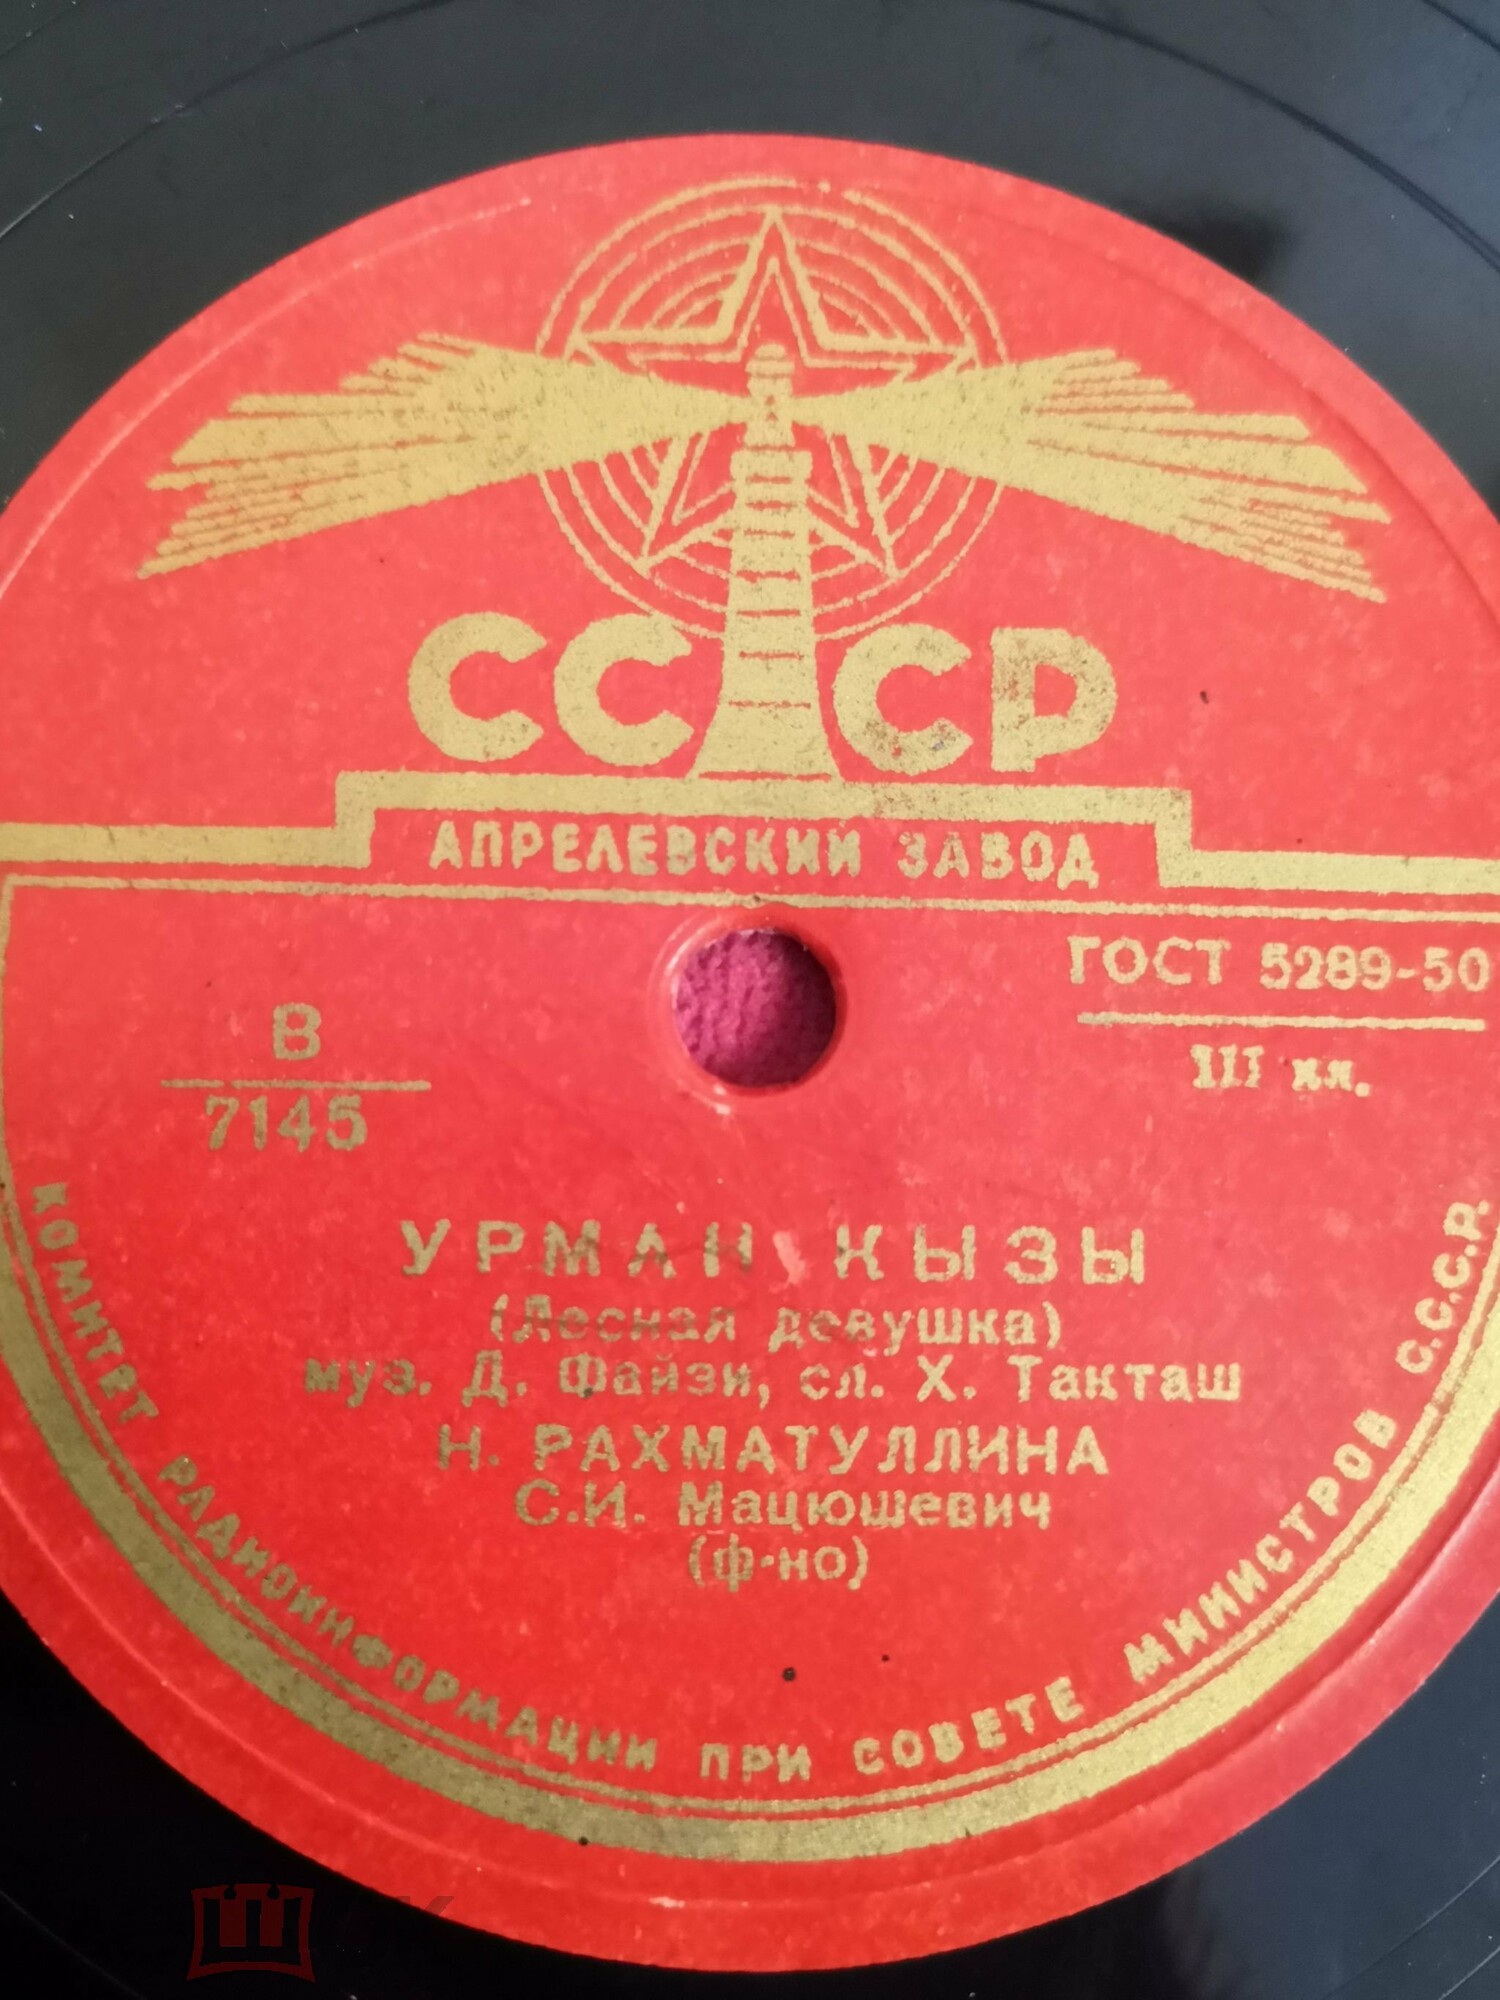 СССР
АПРЕЛЕВСКИЙ ЗАВОД
ГОСТ 5289-50
III кл.
В
7145
УРМАН КЫЗЫ
(Лесная девушка)
муз. Д. Файзи, сл. Х. Такташ
Н. РАХМАТУЛЛИНА
С.И. Мацюшевич
(ф-но)
КОМИТЕТ РАДИОИНФОРМАЦИИ ПРИ СОВЕТЕ МИНИСТРОВ С.С.С.Р.